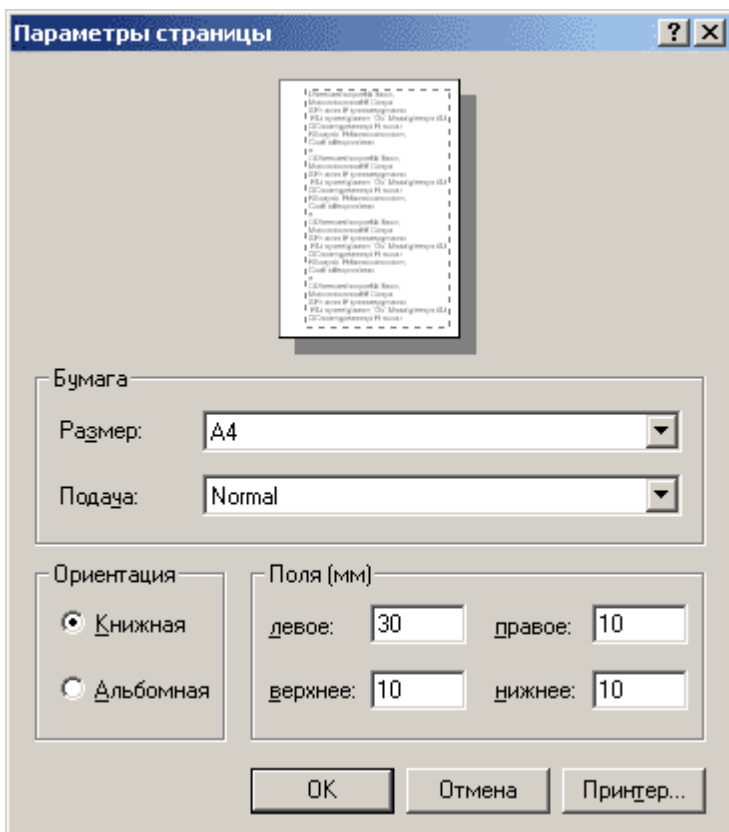 Параметры страницы
Бумага
Размер: A4
Подача: Normal
Ориентация
Книжная
Альбомная
Поля (мм)
левое: 30 правое: 10
верхнее: 10 нижнее: 10
OK Отмена Принтер...